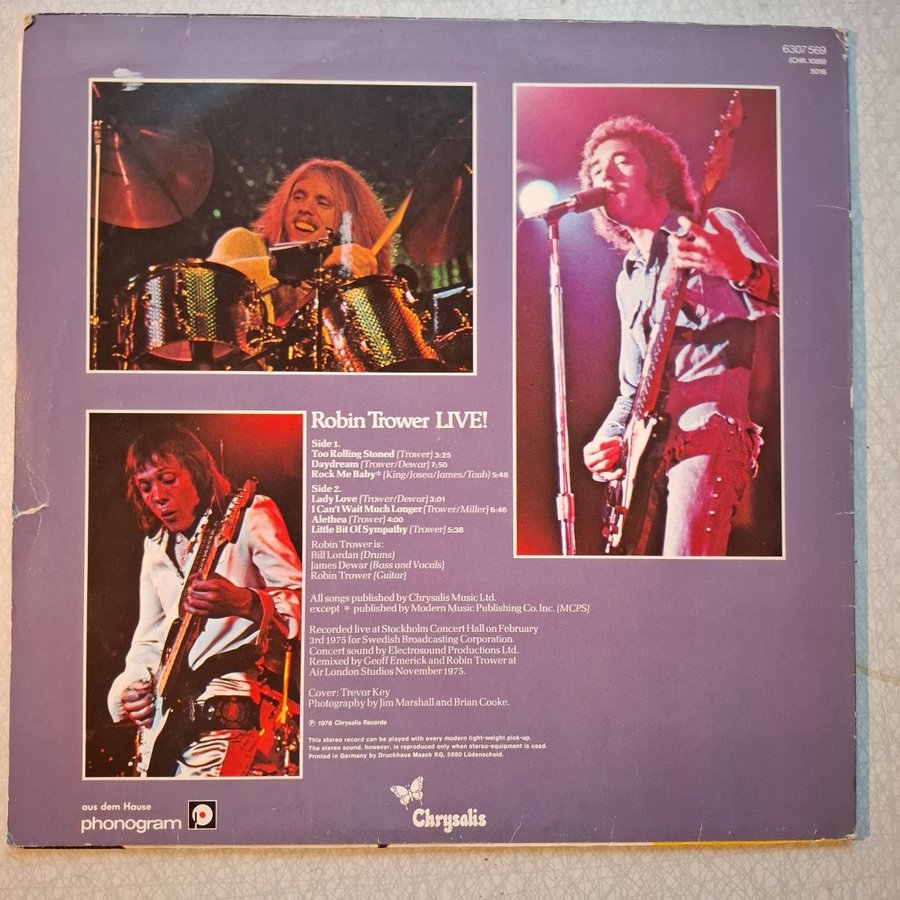 6307 569
(CHR. 1089)
5016
Robin Trower LIVE!
Side 1.
Too Rolling Stoned (Trower) 3:25
Daydream (Trower/Dewar) 7:50
Rock Me Baby* (King/Josea/James/Taub) 5:48
Side 2.
Lady Love (Trower/Dewar) 3:01
I Can't Wait Much Longer (Trower/Miller) 6:46
Alethea (Trower) 4:00
Little Bit Of Sympathy (Trower) 5:38
Robin Trower is:
Bill Lordan (Drums)
James Dewar (Bass and Vocals)
Robin Trower (Guitar)
All songs published by Chrysalis Music Ltd.
except * published by Modern Music Publishing Co. Inc. (MCPS)
Recorded live at Stockholm Concert Hall on February
3rd 1975 for Swedish Broadcasting Corporation.
Concert sound by Electrosound Productions Ltd.
Remixed by Geoff Emerick and Robin Trower at
Air London Studios November 1975.
Cover: Trevor Key
Photography by Jim Marshall and Brian Cooke.
℗ 1976 Chrysalis Records
This stereo record can be played with every modern light-weight pick-up.
The stereo sound, however, is reproduced only when stereo-equipment is used.
Printed in Germany by Druckhaus Maack KG, 5880 Lüdenscheid.
aus dem Hause
phonogram
Chrysalis